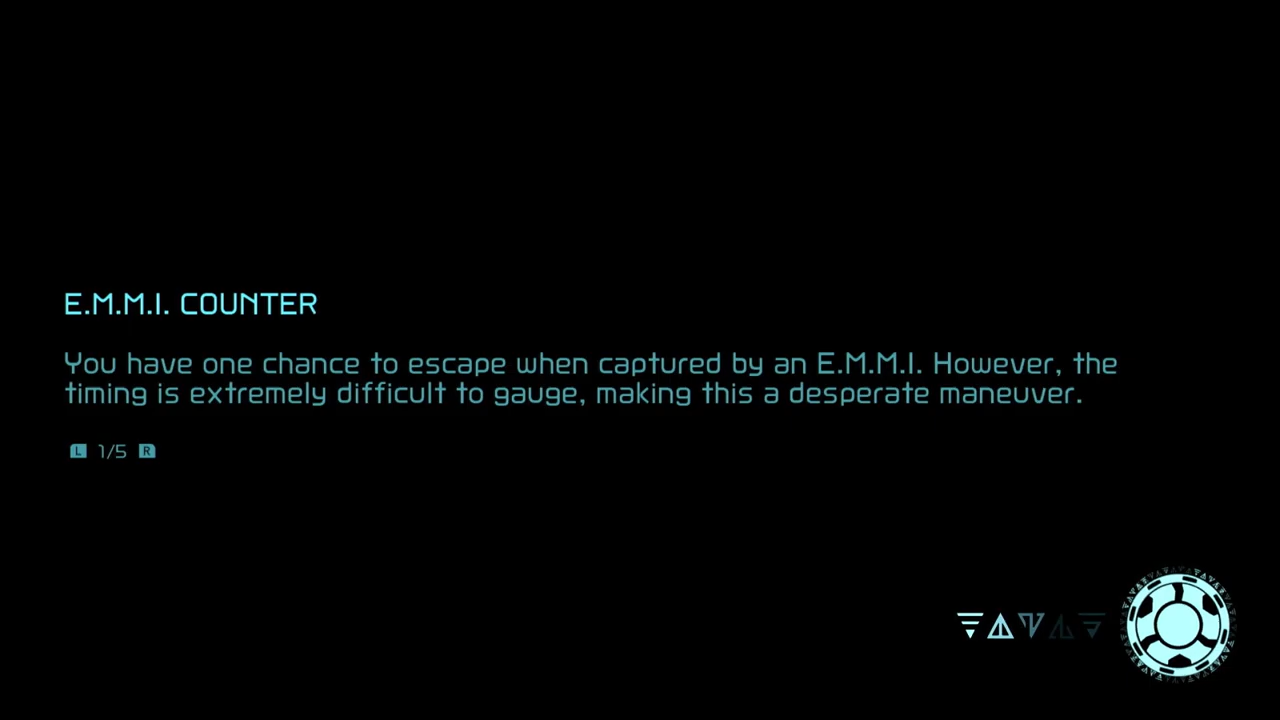 E.M.M.I. COUNTER
You have one chance to escape when captured by an E.M.M.I. However, the
timing is extremely difficult to gauge, making this a desperate maneuver.
L 1/5 R